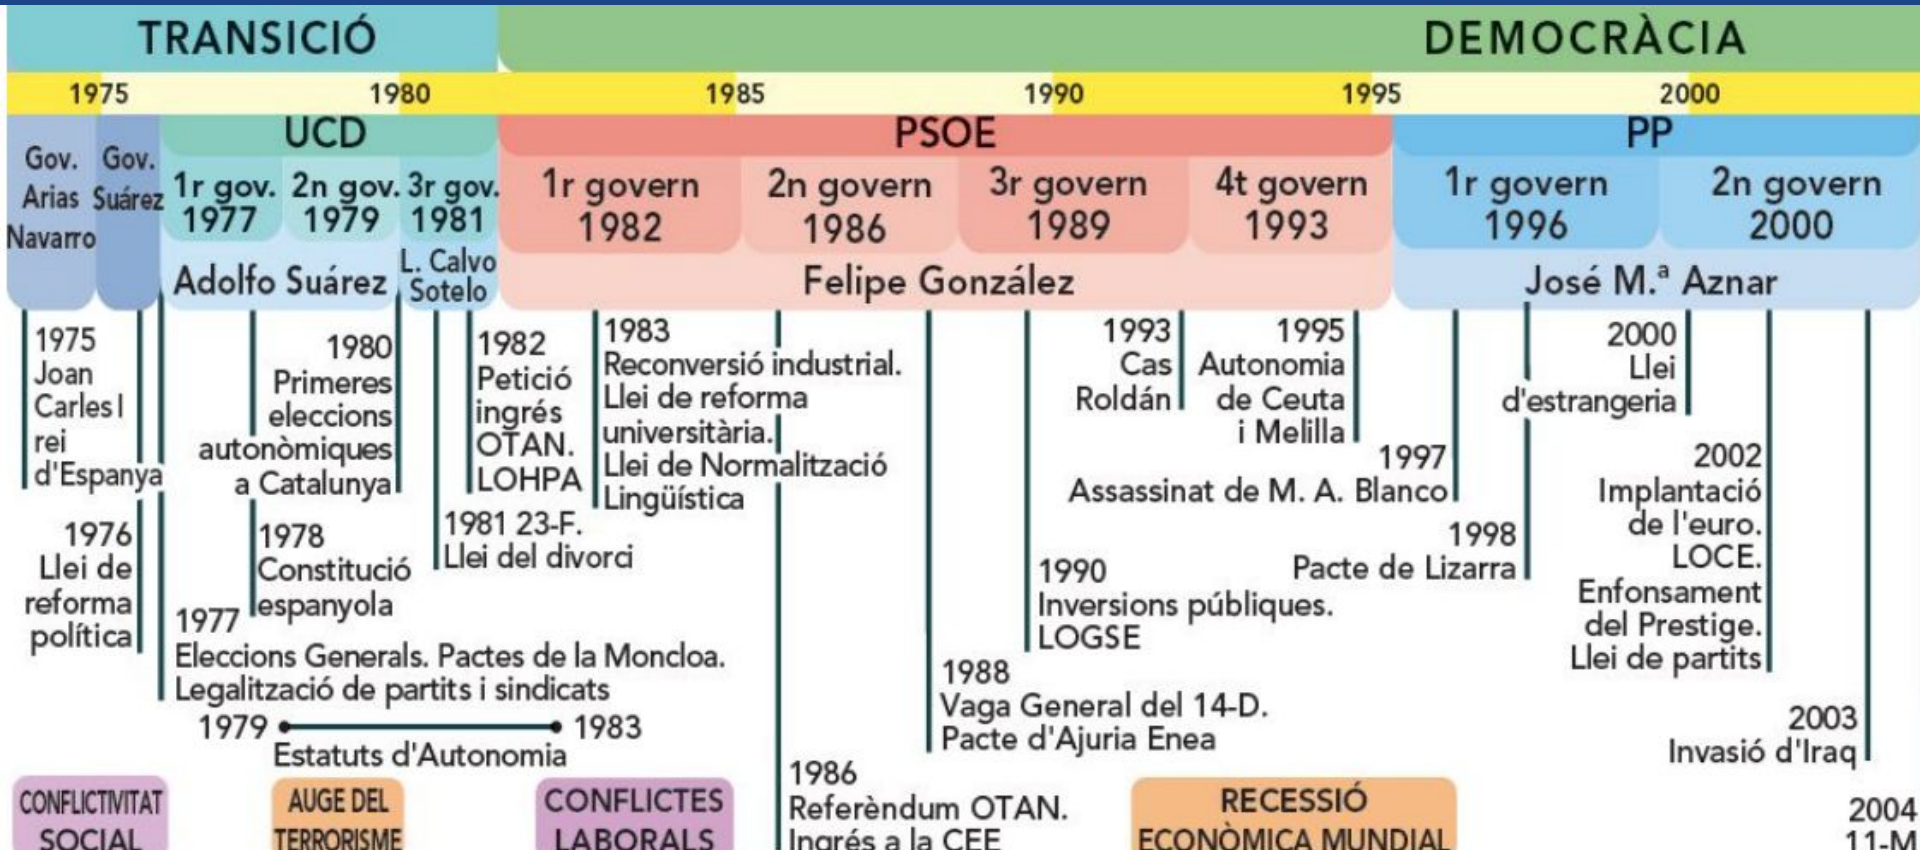 TRANSICIÓ
DEMOCRÀCIA
1975
1980
1985
1990
1995
2000
Gov.
Arias
Navarro
Gov.
Suárez
UCD
1r gov.
1977
2n gov.
1979
3r gov.
1981
Adolfo Suárez
L. Calvo
Sotelo
PSOE
1r govern
1982
2n govern
1986
3r govern
1989
4t govern
1993
Felipe González
PP
1r govern
1996
2n govern
2000
José M.ª Aznar
1975
Joan
Carles I
rei
d'Espanya
1976
Llei de
reforma
política
1977
Eleccions Generals. Pactes de la Moncloa.
Legalització de partits i sindicats
1978
Constitució
espanyola
1979
1983
Estatuts d'Autonomia
1980
Primeres
eleccions
autonòmiques
a Catalunya
1981 23-F.
Llei del divorci
1982
Petició
ingrés
OTAN.
LOHPA
1983
Reconversió industrial.
Llei de reforma
universitària.
Llei de Normalització
Lingüística
1986
Referèndum OTAN.
Ingrés a la CEE
1988
Vaga General del 14-D.
Pacte d'Ajuria Enea
1990
Inversions públiques.
LOGSE
1993
Cas
Roldán
1995
Autonomia
de Ceuta
i Melilla
1997
Assassinat de M. A. Blanco
1998
Pacte de Lizarra
2000
Llei
d'estrangeria
2002
Implantació
de l'euro.
LOCE.
Enfonsament
del Prestige.
Llei de partits
2003
Invasió d'Iraq
2004
11-M
CONFLICTIVITAT
SOCIAL
AUGE DEL
TERRORISME
CONFLICTES
LABORALS
RECESSIÓ
ECONÒMICA MUNDIAL